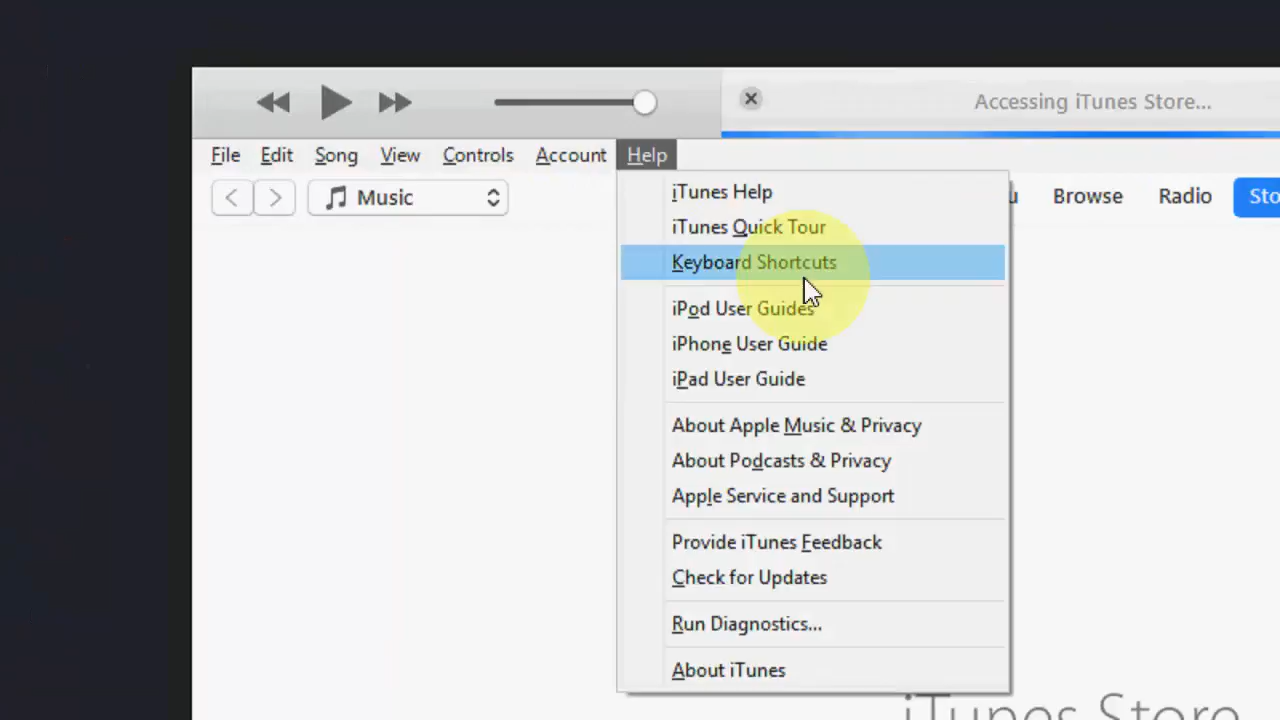 Accessing iTunes Store...
File Edit Song View Controls Account Help
Music Browse Radio
iTunes Help
iTunes Quick Tour
Keyboard Shortcuts
iPod User Guides
iPhone User Guide
iPad User Guide
About Apple Music & Privacy
About Podcasts & Privacy
Apple Service and Support
Provide iTunes Feedback
Check for Updates
Run Diagnostics...
About iTunes
iTunes Store